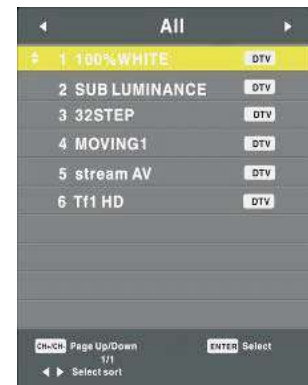 All
1 100%WHITE DTV
2 SUB LUMINANCE DTV
3 32STEP DTV
4 MOVING1 DTV
5 stream AV DTV
6 Tf1 HD DTV
CH+/CH- Page Up/Down ENTER Select
1/1
Select sort